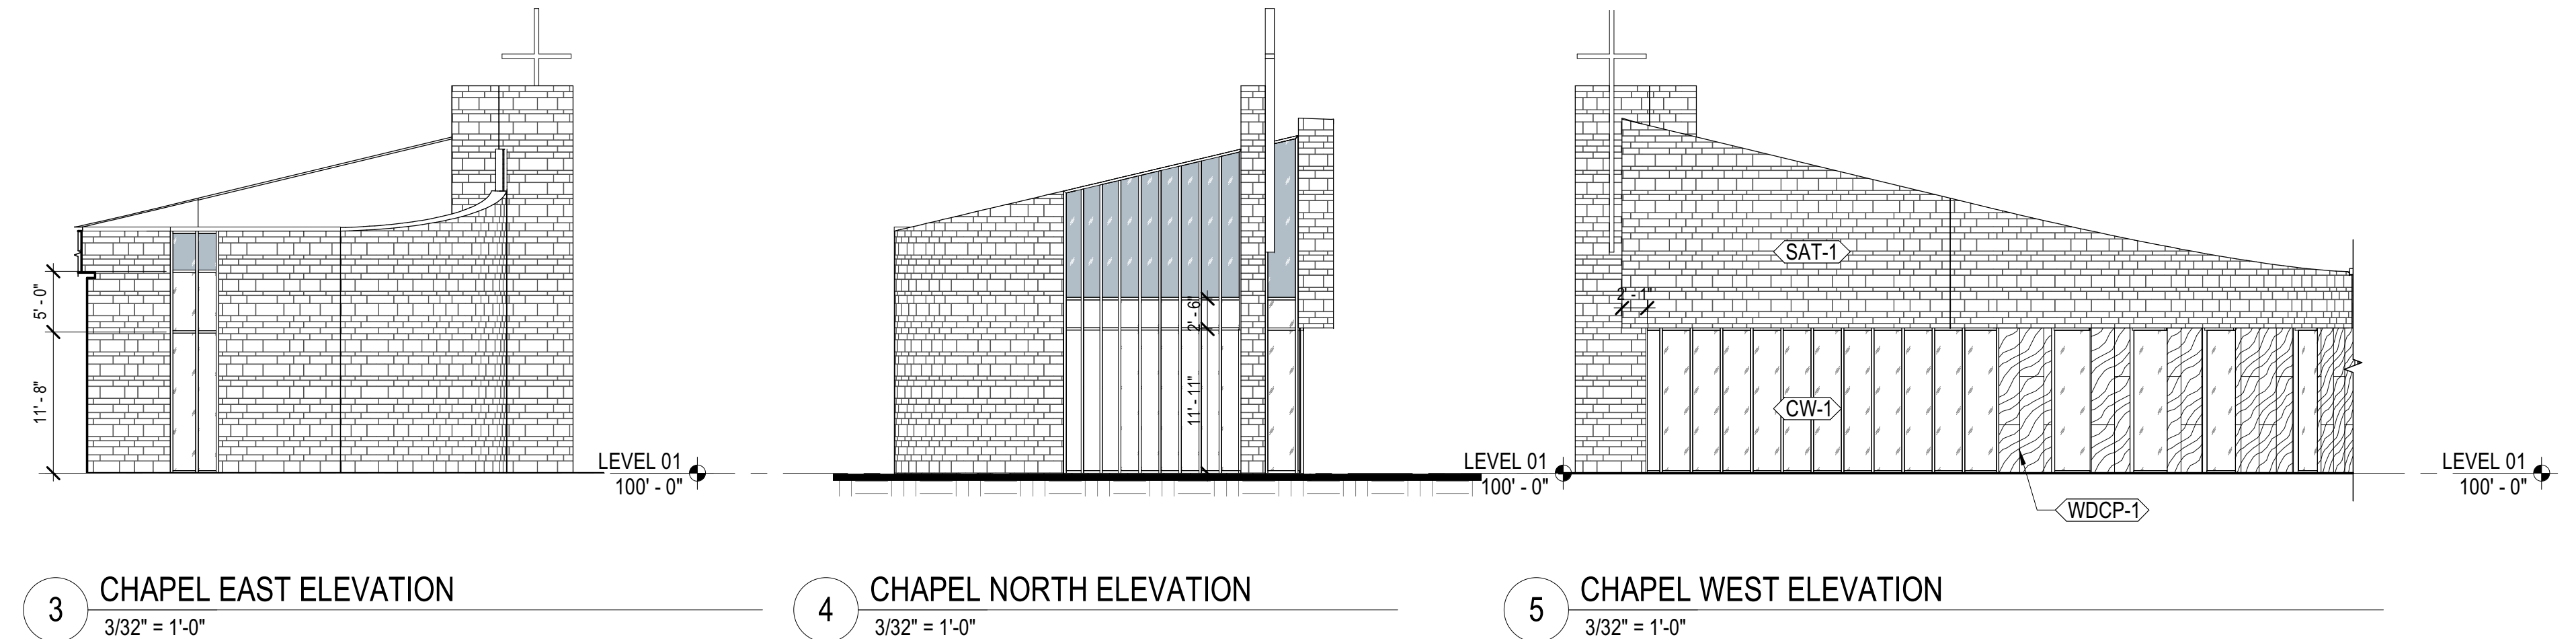 5' - 0"
11' - 8"
LEVEL 01
100' - 0"
3
CHAPEL EAST ELEVATION
3/32" = 1'-0"
2' - 6"
11' - 11"
LEVEL 01
100' - 0"
4
CHAPEL NORTH ELEVATION
3/32" = 1'-0"
SAT-1
2' - 1"
CW-1
WDCP-1
LEVEL 01
100' - 0"
5
CHAPEL WEST ELEVATION
3/32" = 1'-0"